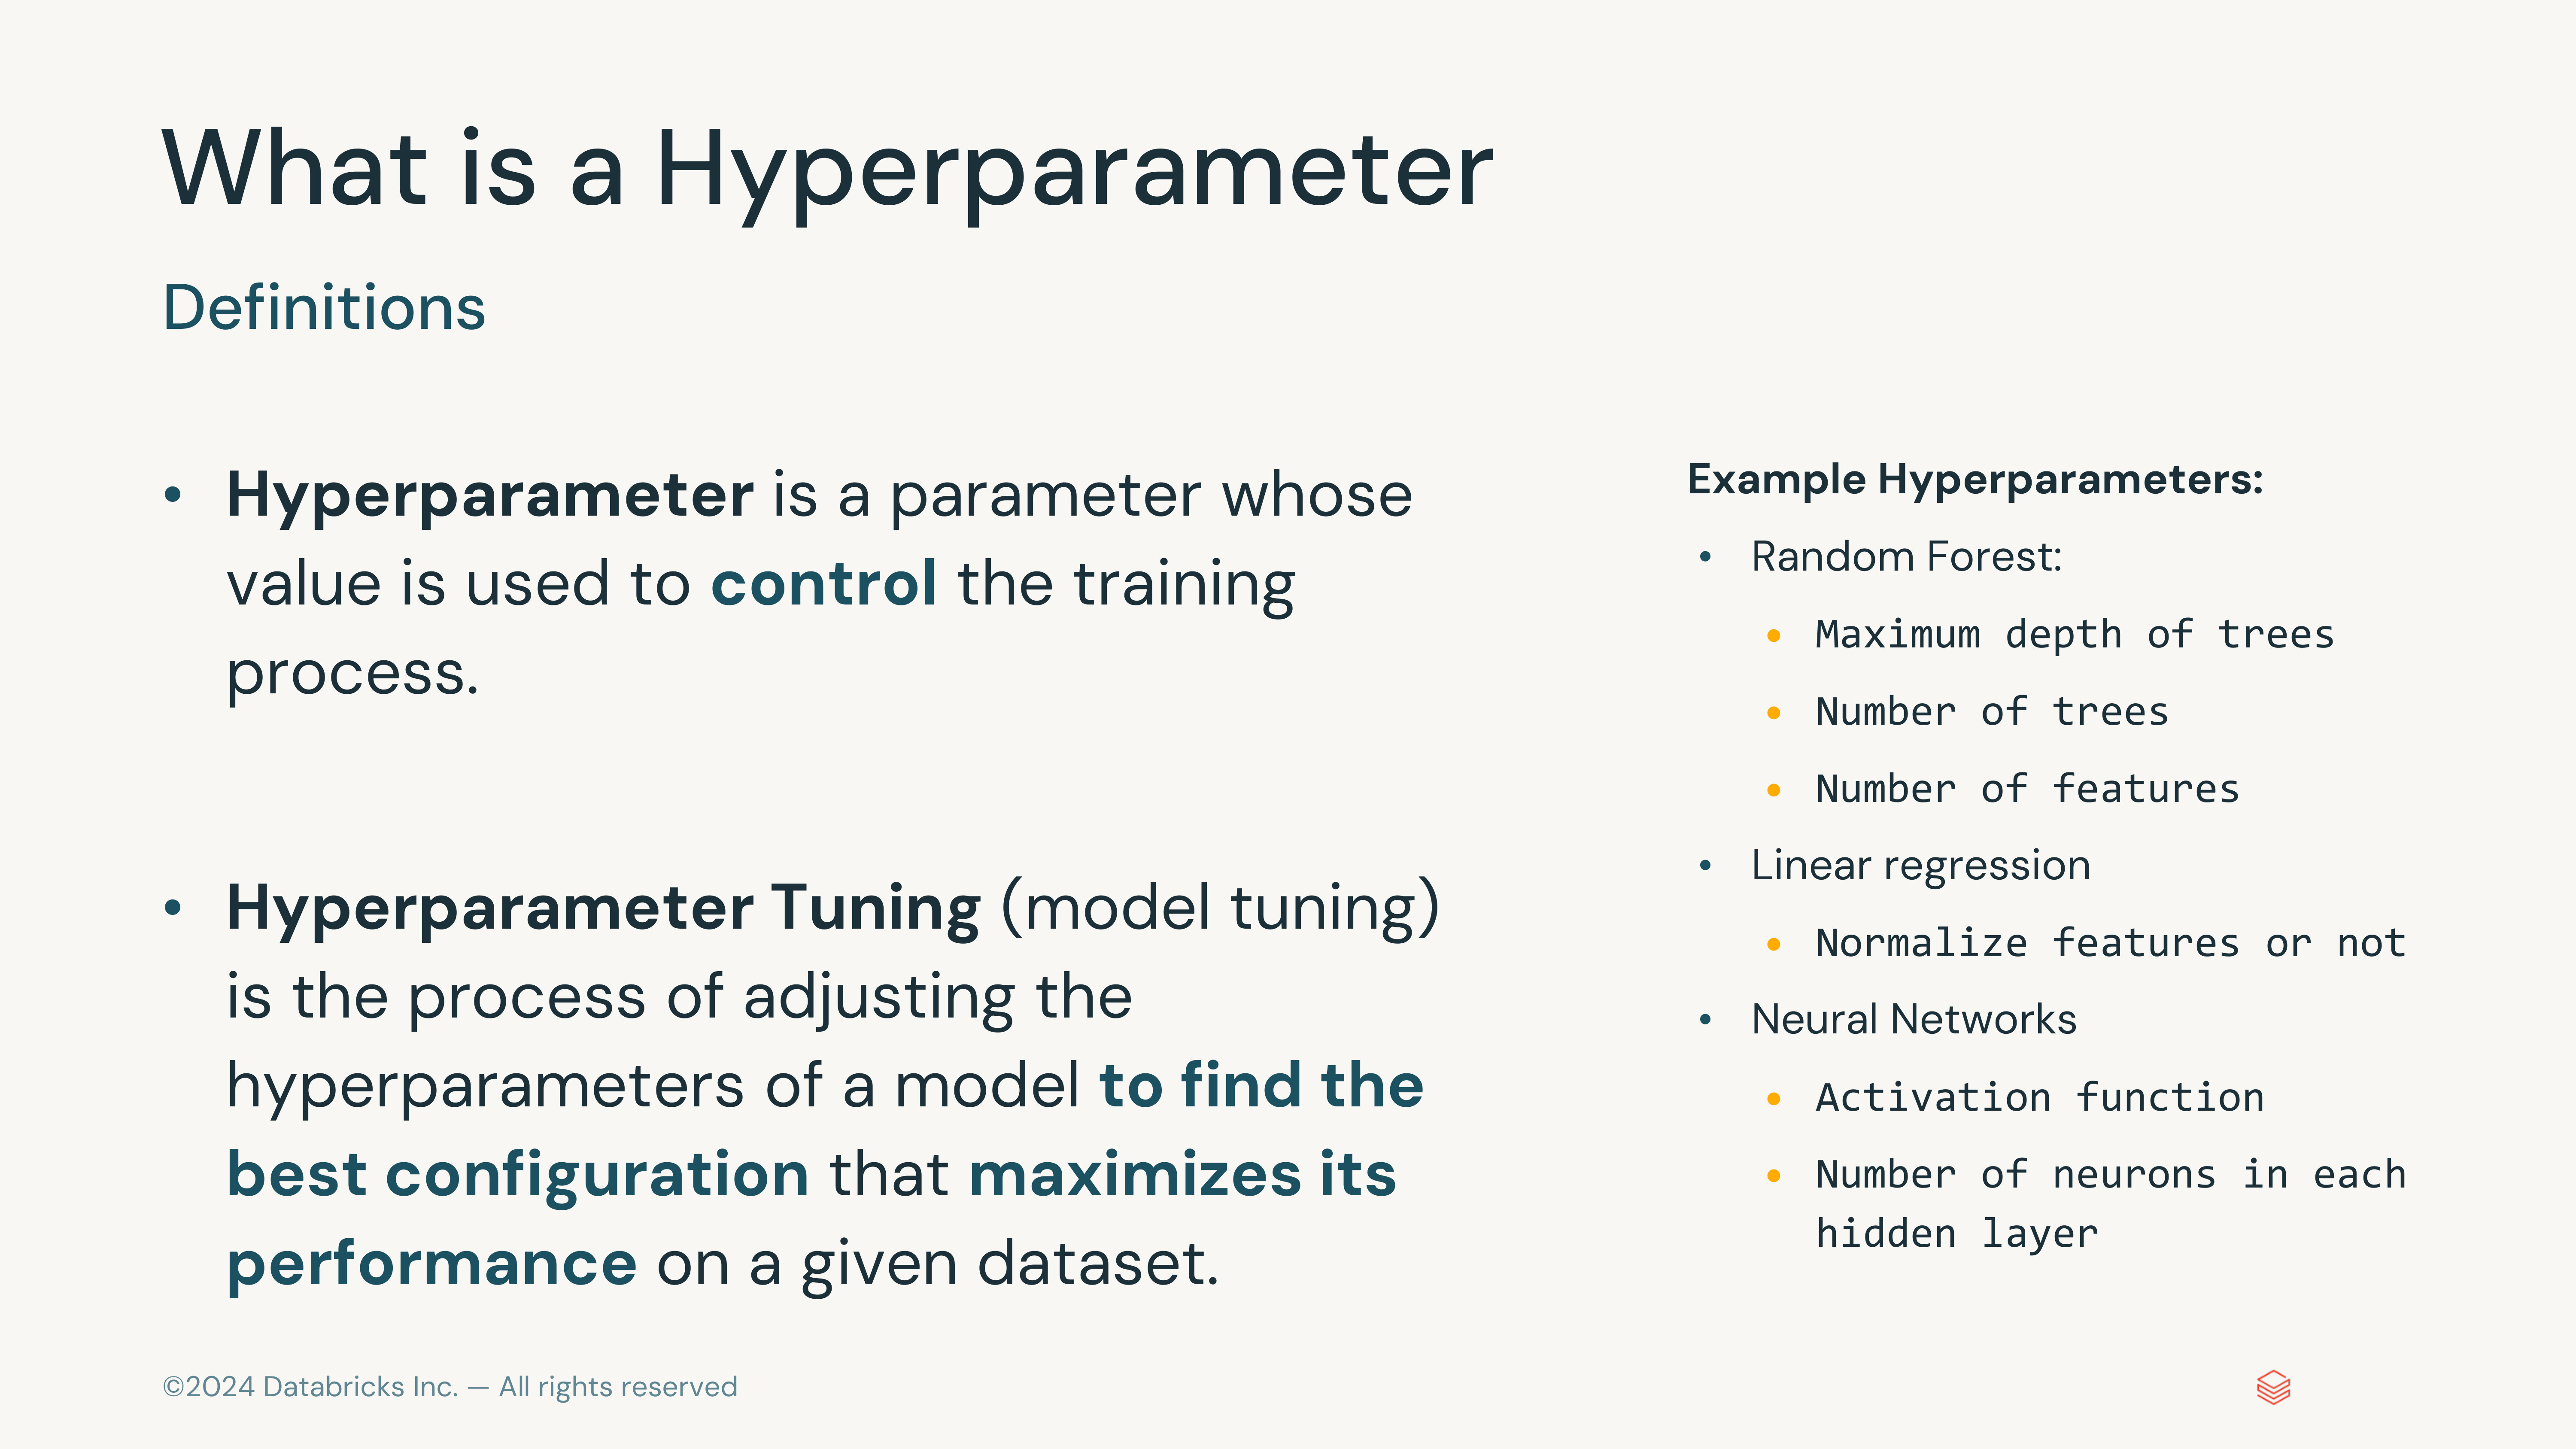 What is a Hyperparameter
Definitions
• Hyperparameter is a parameter whose
value is used to control the training
process.
• Hyperparameter Tuning (model tuning)
is the process of adjusting the
hyperparameters of a model to find the
best configuration that maximizes its
performance on a given dataset.
Example Hyperparameters:
• Random Forest:
• Maximum depth of trees
• Number of trees
• Number of features
• Linear regression
• Normalize features or not
• Neural Networks
• Activation function
• Number of neurons in each
hidden layer
©2024 Databricks Inc. — All rights reserved